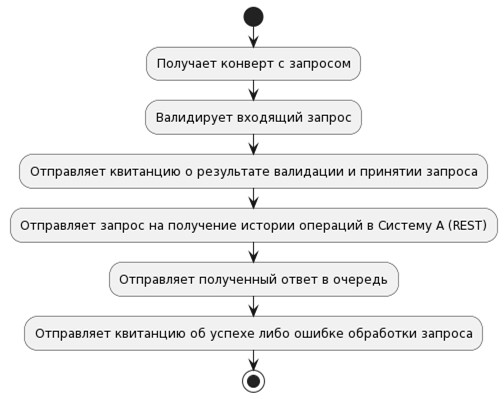 Получает конверт с запросом
Валидирует входящий запрос
Отправляет квитанцию о результате валидации и принятии запроса
Отправляет запрос на получение истории операций в Систему А (REST)
Отправляет полученный ответ в очередь
Отправляет квитанцию об успехе либо ошибке обработки запроса